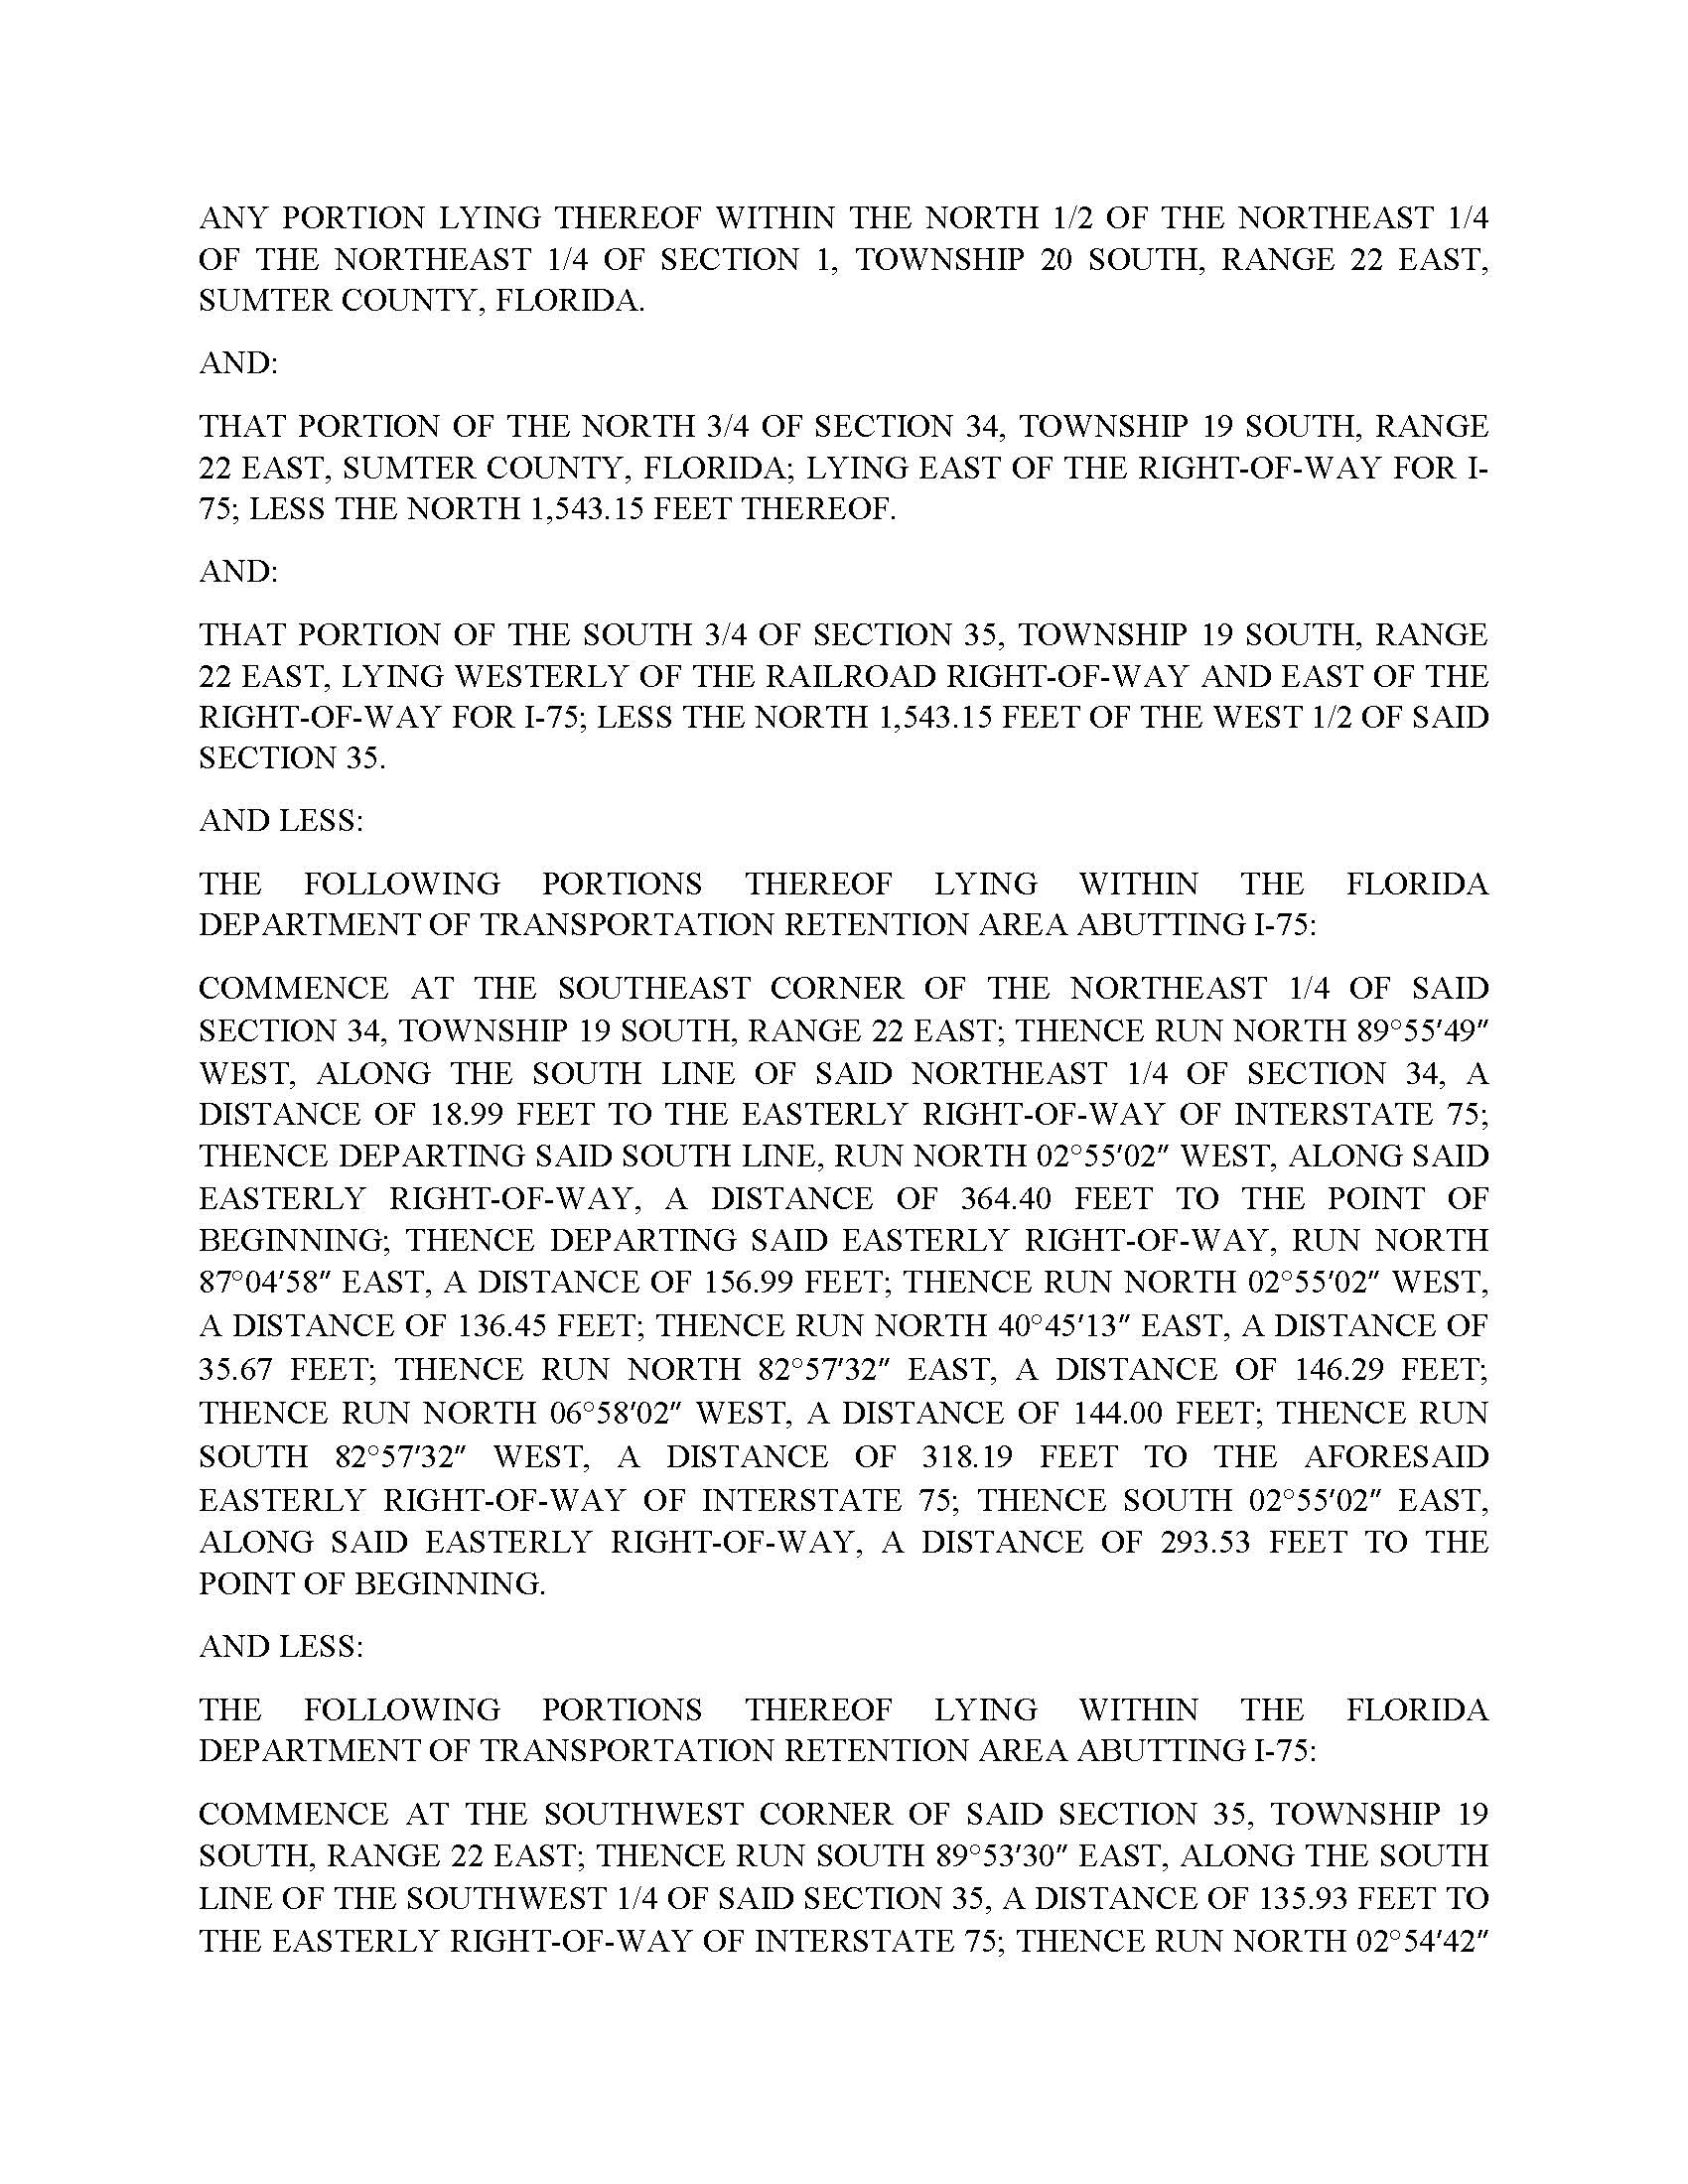 ANY PORTION LYING THEREOF WITHIN THE NORTH 1/2 OF THE NORTHEAST 1/4
OF THE NORTHEAST 1/4 OF SECTION 1, TOWNSHIP 20 SOUTH, RANGE 22 EAST,
SUMTER COUNTY, FLORIDA.
AND:
THAT PORTION OF THE NORTH 3/4 OF SECTION 34, TOWNSHIP 19 SOUTH, RANGE
22 EAST, SUMTER COUNTY, FLORIDA; LYING EAST OF THE RIGHT-OF-WAY FOR I-
75; LESS THE NORTH 1,543.15 FEET THEREOF.
AND:
THAT PORTION OF THE SOUTH 3/4 OF SECTION 35, TOWNSHIP 19 SOUTH, RANGE
22 EAST, LYING WESTERLY OF THE RAILROAD RIGHT-OF-WAY AND EAST OF THE
RIGHT-OF-WAY FOR I-75; LESS THE NORTH 1,543.15 FEET OF THE WEST 1/2 OF SAID
SECTION 35.
AND LESS:
THE FOLLOWING PORTIONS THEREOF LYING WITHIN THE FLORIDA
DEPARTMENT OF TRANSPORTATION RETENTION AREA ABUTTING I-75:
COMMENCE AT THE SOUTHEAST CORNER OF THE NORTHEAST 1/4 OF SAID
SECTION 34, TOWNSHIP 19 SOUTH, RANGE 22 EAST; THENCE RUN NORTH 89°55′49″
WEST, ALONG THE SOUTH LINE OF SAID NORTHEAST 1/4 OF SECTION 34, A
DISTANCE OF 18.99 FEET TO THE EASTERLY RIGHT-OF-WAY OF INTERSTATE 75;
THENCE DEPARTING SAID SOUTH LINE, RUN NORTH 02°55′02″ WEST, ALONG SAID
EASTERLY RIGHT-OF-WAY, A DISTANCE OF 364.40 FEET TO THE POINT OF
BEGINNING; THENCE DEPARTING SAID EASTERLY RIGHT-OF-WAY, RUN NORTH
87°04′58″ EAST, A DISTANCE OF 156.99 FEET; THENCE RUN NORTH 02°55′02″ WEST,
A DISTANCE OF 136.45 FEET; THENCE RUN NORTH 40°45′13″ EAST, A DISTANCE OF
35.67 FEET; THENCE RUN NORTH 82°57′32″ EAST, A DISTANCE OF 146.29 FEET;
THENCE RUN NORTH 06°58′02″ WEST, A DISTANCE OF 144.00 FEET; THENCE RUN
SOUTH 82°57′32″ WEST, A DISTANCE OF 318.19 FEET TO THE AFORESAID
EASTERLY RIGHT-OF-WAY OF INTERSTATE 75; THENCE SOUTH 02°55′02″ EAST,
ALONG SAID EASTERLY RIGHT-OF-WAY, A DISTANCE OF 293.53 FEET TO THE
POINT OF BEGINNING.
AND LESS:
THE FOLLOWING PORTIONS THEREOF LYING WITHIN THE FLORIDA
DEPARTMENT OF TRANSPORTATION RETENTION AREA ABUTTING I-75:
COMMENCE AT THE SOUTHWEST CORNER OF SAID SECTION 35, TOWNSHIP 19
SOUTH, RANGE 22 EAST; THENCE RUN SOUTH 89°53′30″ EAST, ALONG THE SOUTH
LINE OF THE SOUTHWEST 1/4 OF SAID SECTION 35, A DISTANCE OF 135.93 FEET TO
THE EASTERLY RIGHT-OF-WAY OF INTERSTATE 75; THENCE RUN NORTH 02°54′42″